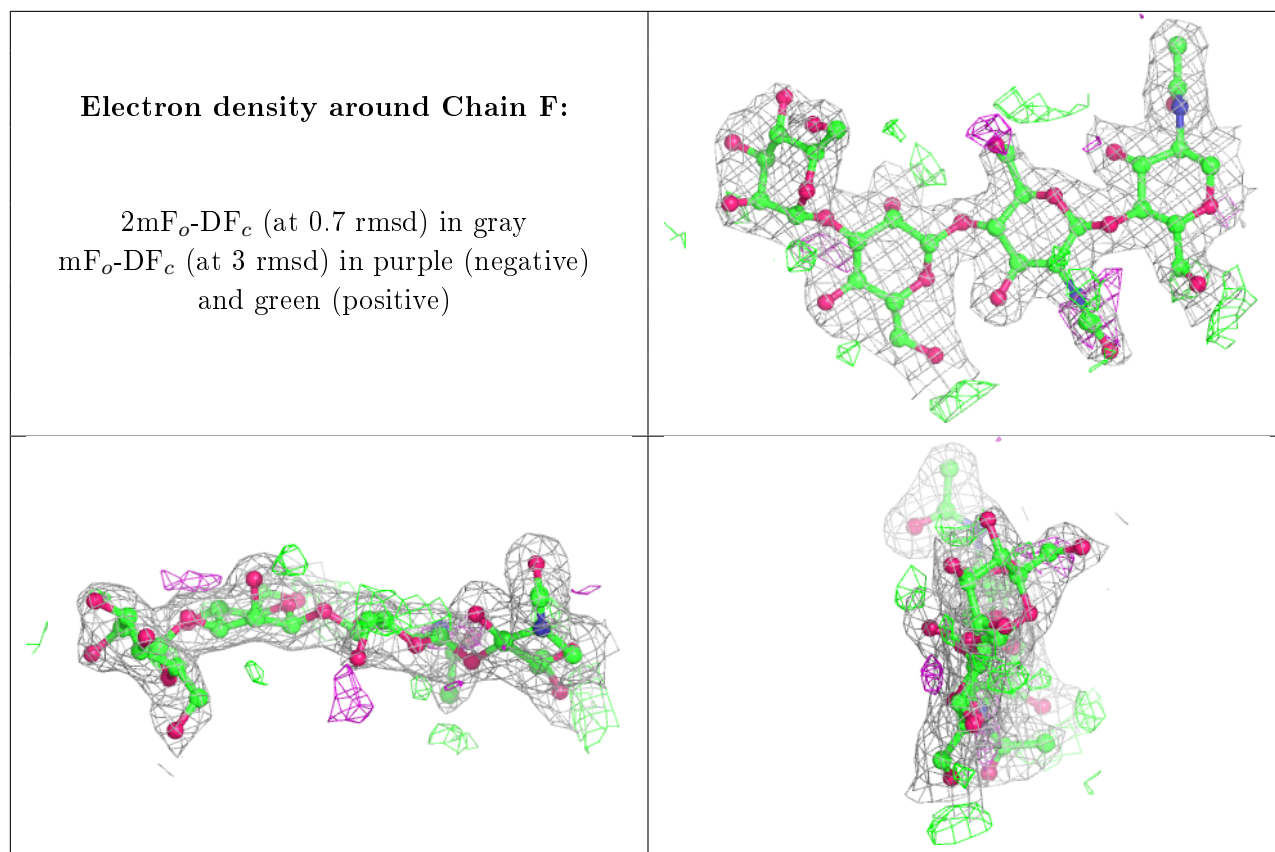 Electron density around Chain F:
2mFₒ-DF𝒸 (at 0.7 rmsd) in gray
mFₒ-DF𝒸 (at 3 rmsd) in purple (negative)
and green (positive)